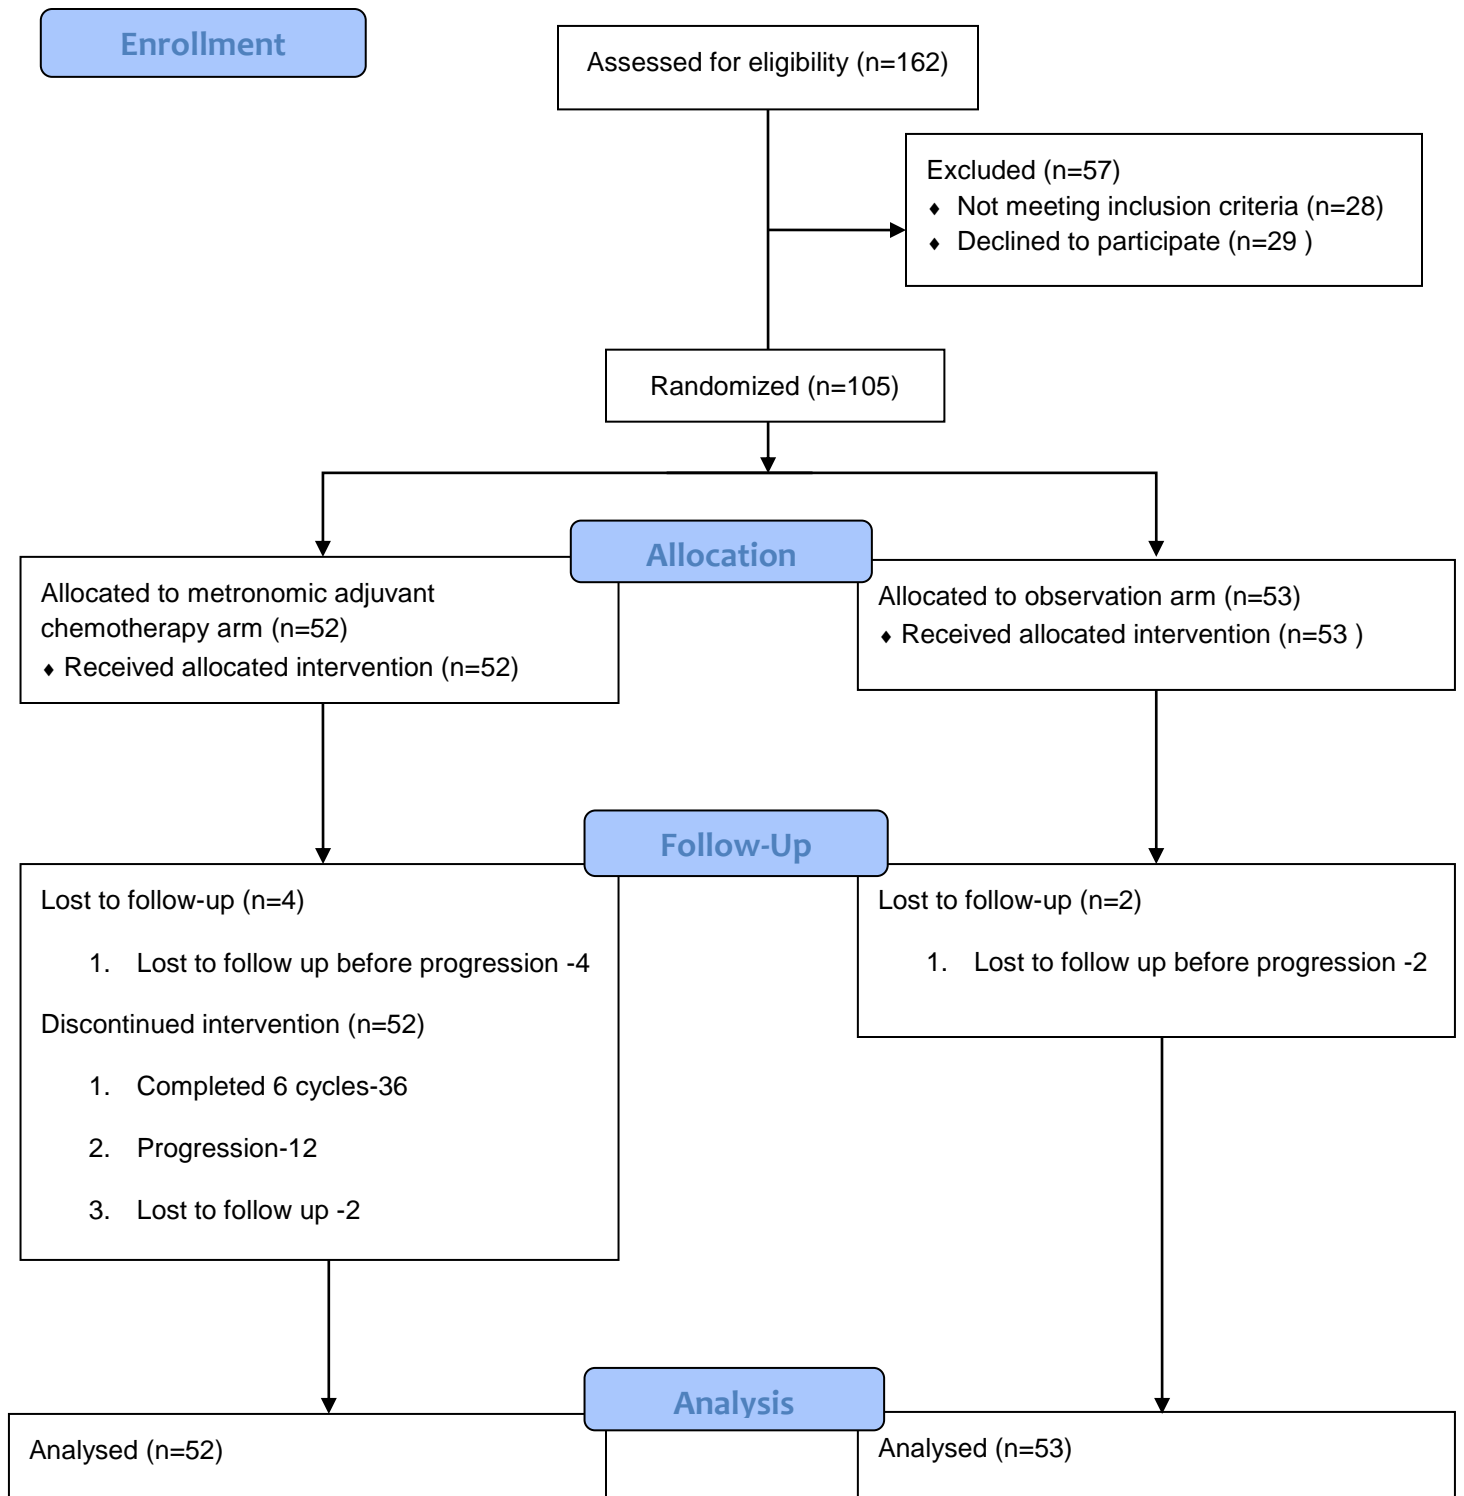 Enrollment
Assessed for eligibility (n=162)
Excluded (n=57)
♦ Not meeting inclusion criteria (n=28)
♦ Declined to participate (n=29 )
Randomized (n=105)
Allocation
Allocated to metronomic adjuvant
chemotherapy arm (n=52)
♦ Received allocated intervention (n=52)
Allocated to observation arm (n=53)
♦ Received allocated intervention (n=53 )
Follow-Up
Lost to follow-up (n=4)
1. Lost to follow up before progression -4
Discontinued intervention (n=52)
1. Completed 6 cycles-36
2. Progression-12
3. Lost to follow up -2
Lost to follow-up (n=2)
1. Lost to follow up before progression -2
Analysis
Analysed (n=52)
Analysed (n=53)